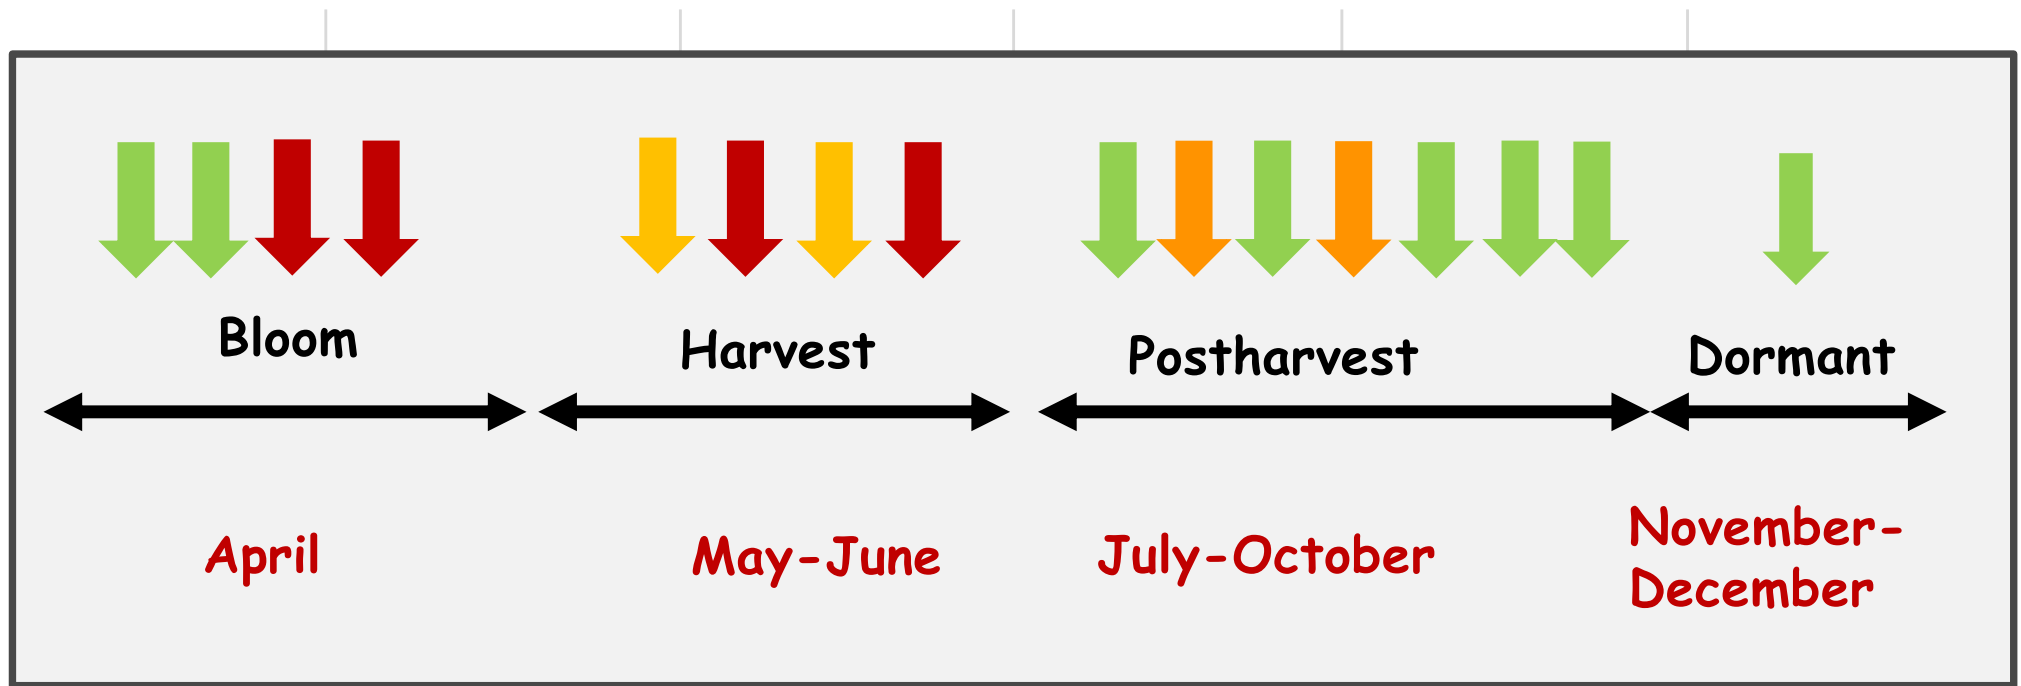 Bloom
Harvest
Postharvest
Dormant
April
May-June
July-October
November-
December